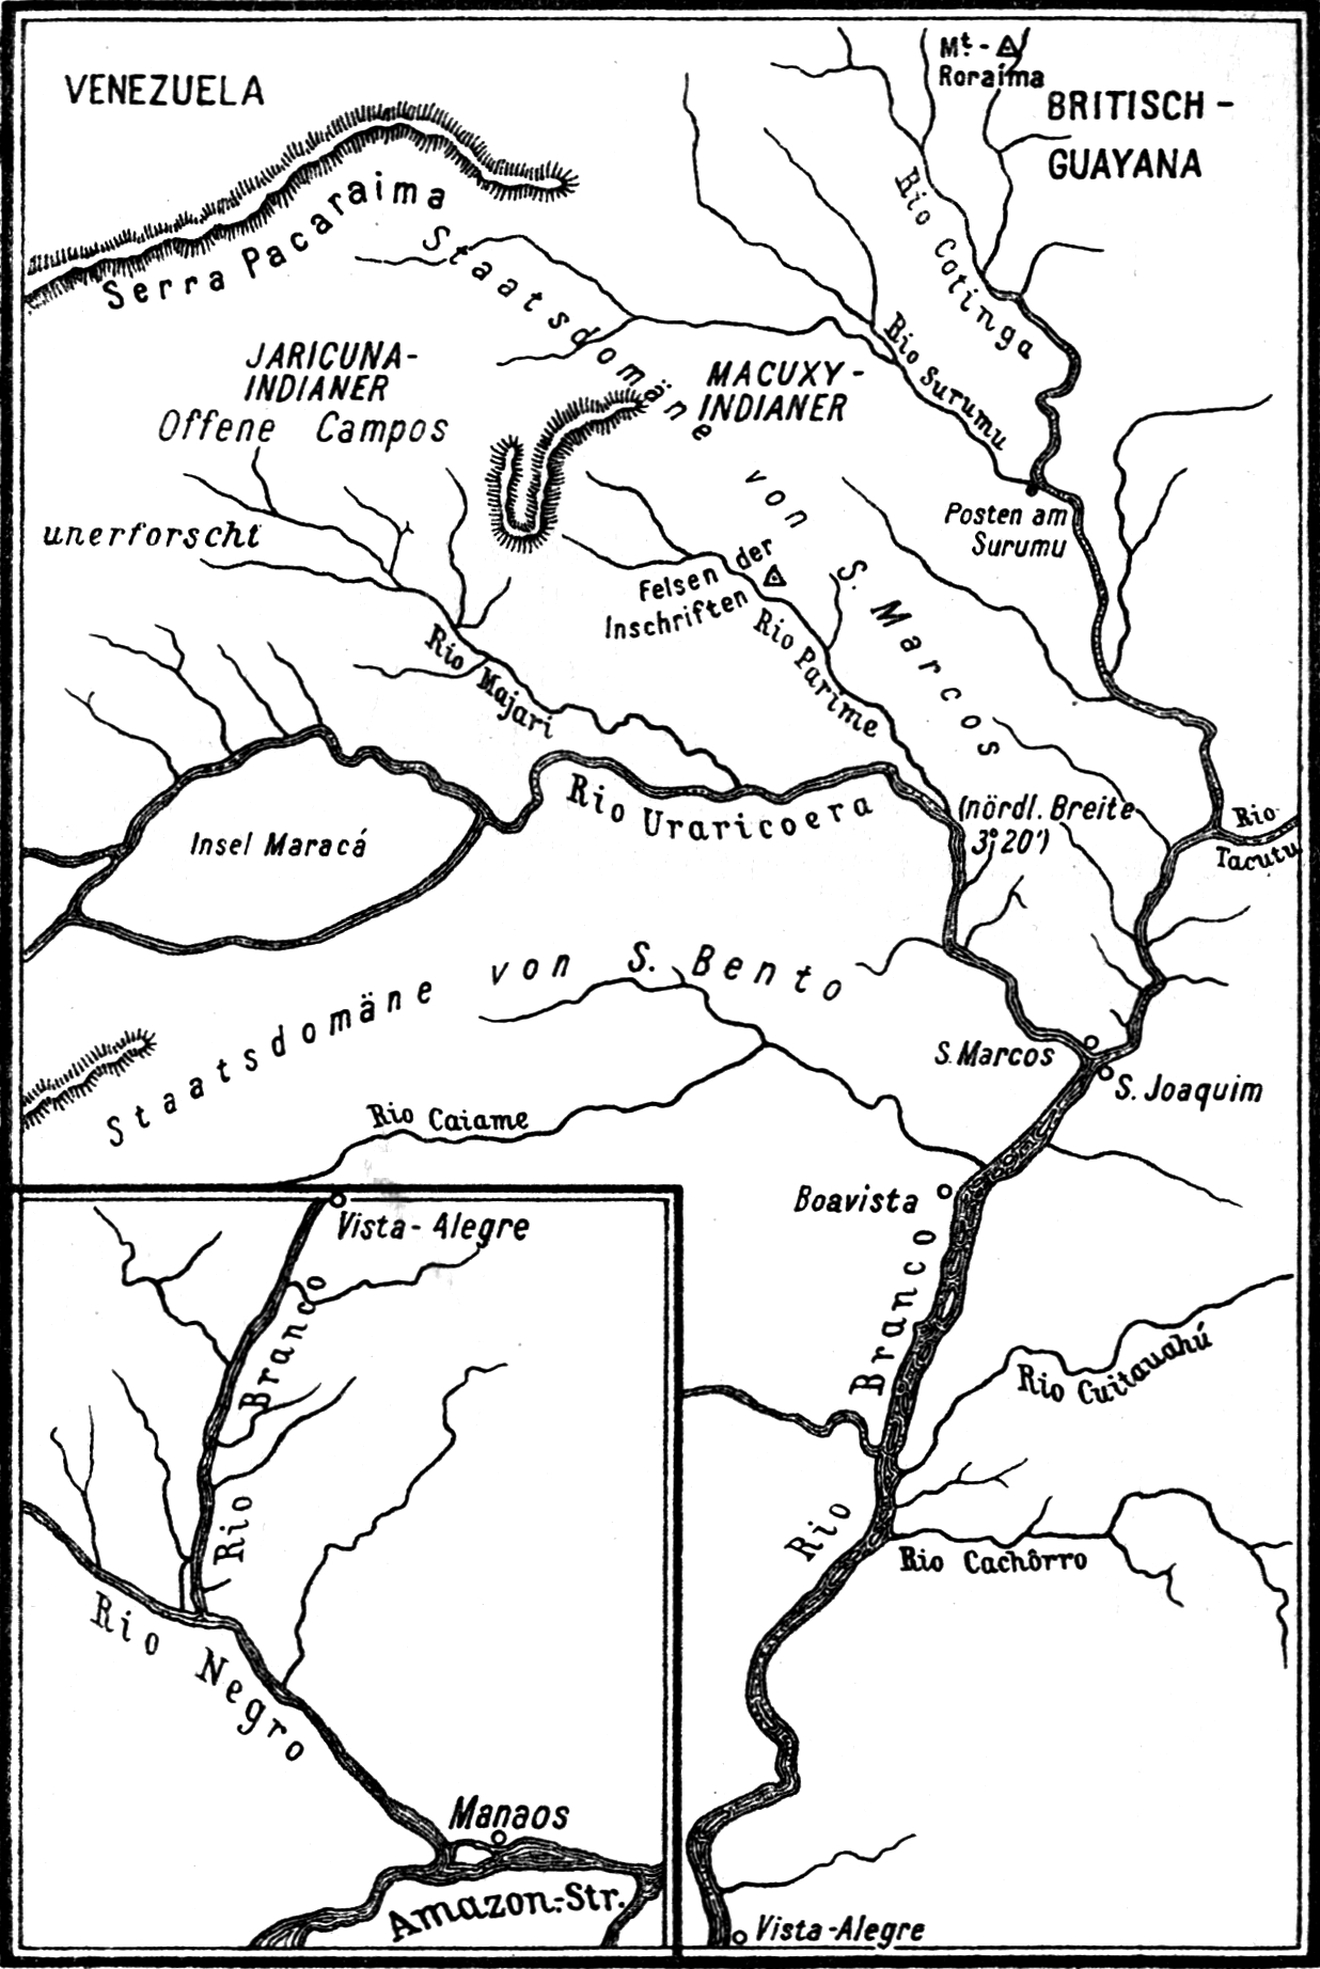 VENEZUELA
Mt. -
Roraíma
BRITISCH -
GUAYANA
Serra Pacaraima
Rio Cotinga
Staatsdomäne von S. Marcos
JARICUNA-
INDIANER
Offene Campos
MACUXY -
INDIANER
Rio Surumu
unerforscht
Posten am
Surumu
Felsen der
Inschriften
Rio Parime
Rio Majari
Rio Uraricoera
(nördl. Breite
3° 20')
Rio
Tacutu
Insel Maracá
Staatsdomäne von S. Bento
S. Marcos
S. Joaquim
Rio Caiame
Boavista
Rio Branco
Rio Cuitauahú
Rio Cachôrro
Vista-Alegre
Vista-Alegre
Rio Branco
Rio Negro
Manaos
Amazon.-Str.